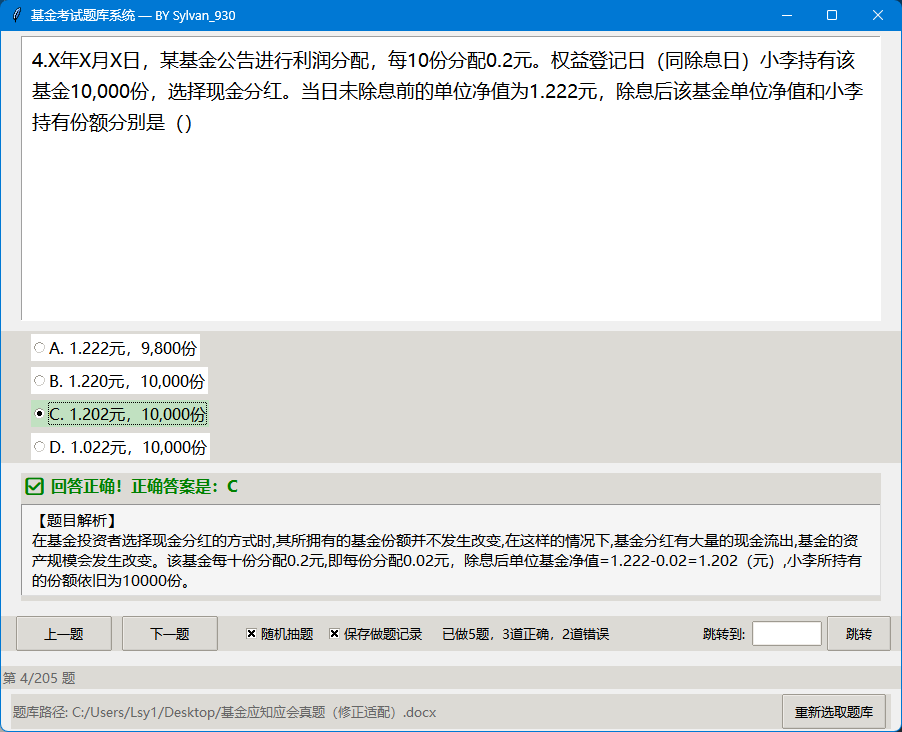 基金考试题库系统 — BY Sylvan_930
4.X年X月X日，某基金公告进行利润分配，每10份分配0.2元。权益登记日（同除息日）小李持有该
基金10,000份，选择现金分红。当日未除息前的单位净值为1.222元，除息后该基金单位净值和小李
持有份额分别是（）
A. 1.222元，9,800份
B. 1.220元，10,000份
C. 1.202元，10,000份
D. 1.022元，10,000份
回答正确！正确答案是：C
【题目解析】
在基金投资者选择现金分红的方式时,其所拥有的基金份额并不发生改变,在这样的情况下,基金分红有大量的现金流出,基金的资
产规模会发生改变。该基金每十份分配0.2元,即每份分配0.02元，除息后单位基金净值=1.222-0.02=1.202（元）,小李所持有
的份额依旧为10000份。
上一题 下一题 随机抽题 保存做题记录 已做5题，3道正确，2道错误 跳转到: 跳转
第 4/205 题
题库路径: C:/Users/Lsy1/Desktop/基金应知应会真题（修正适配）.docx 重新选取题库